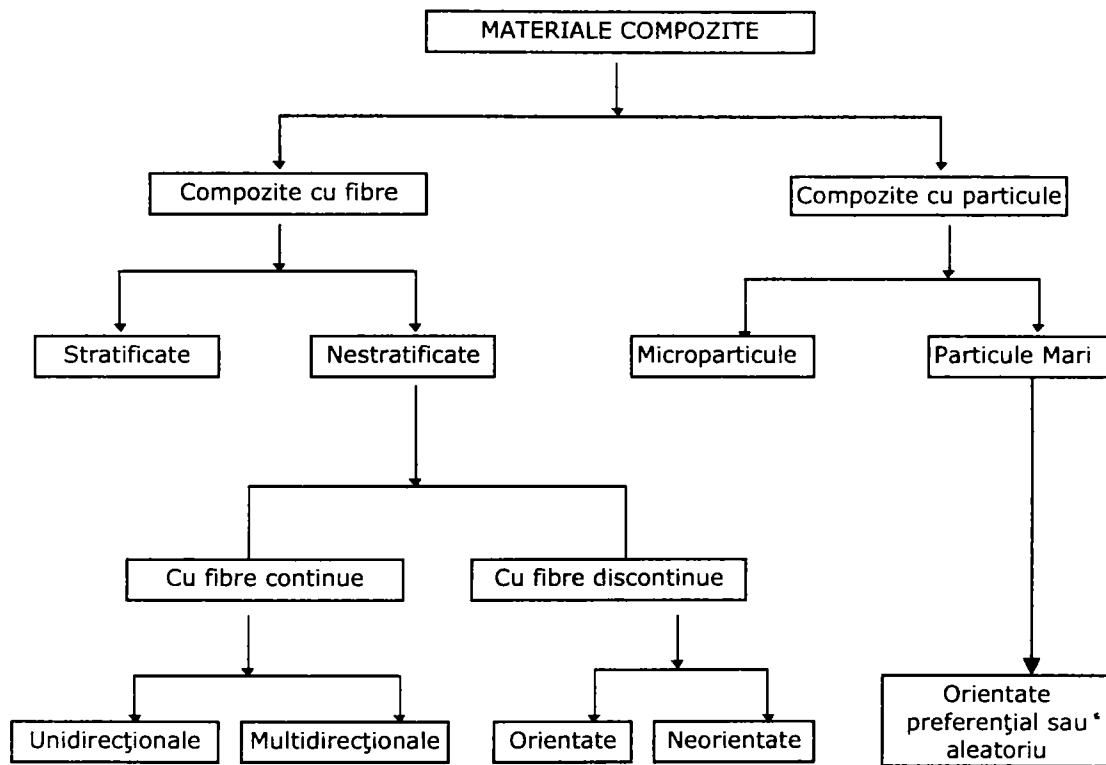 MATERIALE COMPOZITE
Compozite cu fibre
Compozite cu particule
Stratificate
Nestratificate
Microparticule
Particule Mari
Cu fibre continue
Cu fibre discontinue
Unidirecţionale
Multidirecţionale
Orientate
Neorientate
Orientate
preferenţial sau
aleatoriu